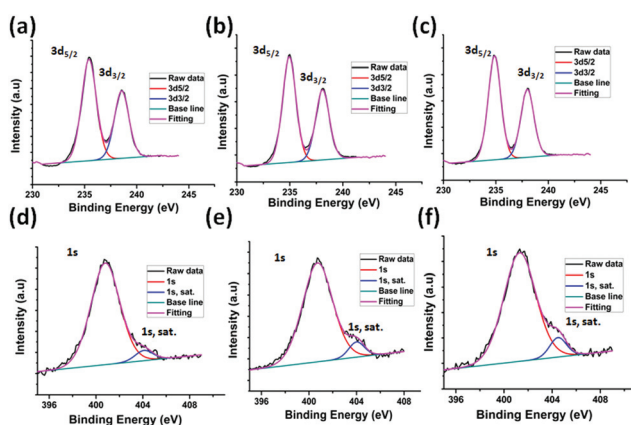 (a)
3d5/2
3d3/2
Raw data
3d5/2
3d3/2
Base line
Fitting
Intensity (a.u)
230 235 240 245
Binding Energy (eV)
(b)
3d5/2
3d3/2
Raw data
3d5/2
3d3/2
Base line
Fitting
Intensity (a.u)
230 235 240 245
Binding Energy (eV)
(c)
3d5/2
3d3/2
Raw data
3d5/2
3d3/2
Base line
Fitting
Intensity (a.u)
230 235 240 245
Binding Energy (eV)
(d)
1s
Raw data
1s
1s, sat.
Base line
Fitting
1s, sat.
Intensity (a.u)
396 400 404 408
Binding Energy (eV)
(e)
1s
Raw data
1s
1s, sat.
Base line
Fitting
1s, sat.
Intensity (a.u)
396 400 404 408
Binding Energy (eV)
(f)
1s
Raw data
1s
1s, sat.
Base line
Fitting
1s, sat.
Intensity (a.u)
396 400 404 408
Binding Energy (eV)